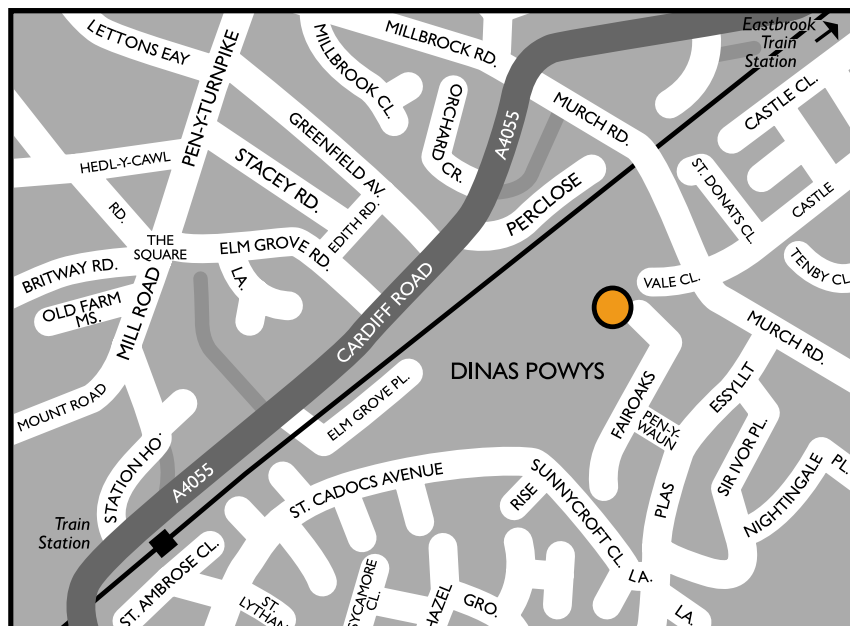 LETTONS EAY
PEN-Y-TURNPIKE
MILLBROOK CL.
MILLBROCK RD.
Eastbrook
Train
Station
CASTLE CL.
ORCHARD
CR.
A4055
MURCH RD.
GREENFIELD AV.
STACEY RD.
HEDL-Y-CAWL
RD.
EDITH RD.
PERCLOSE
ST. DONATS CL.
CASTLE
TENBY CL.
THE
SQUARE
ELM GROVE RD.
LA.
BRITWAY RD.
OLD FARM
MS.
MILL ROAD
CARDIFF ROAD
VALE CL.
MURCH RD.
DINAS POWYS
MOUNT ROAD
ELM GROVE PL.
FAIROAKS
PEN-Y-
WAUN
ESSYLLT
PLAS
SIR IVOR PL.
NIGHTINGALE
PL.
STATION HO.
A4055
ST. CADOCS AVENUE
RISE
SUNNYCROFT CL.
LA.
LA.
Train
Station
ST. AMBROSE CL.
ST.
LYTHAN
SYCAMORE
CL.
HAZEL
GRO.